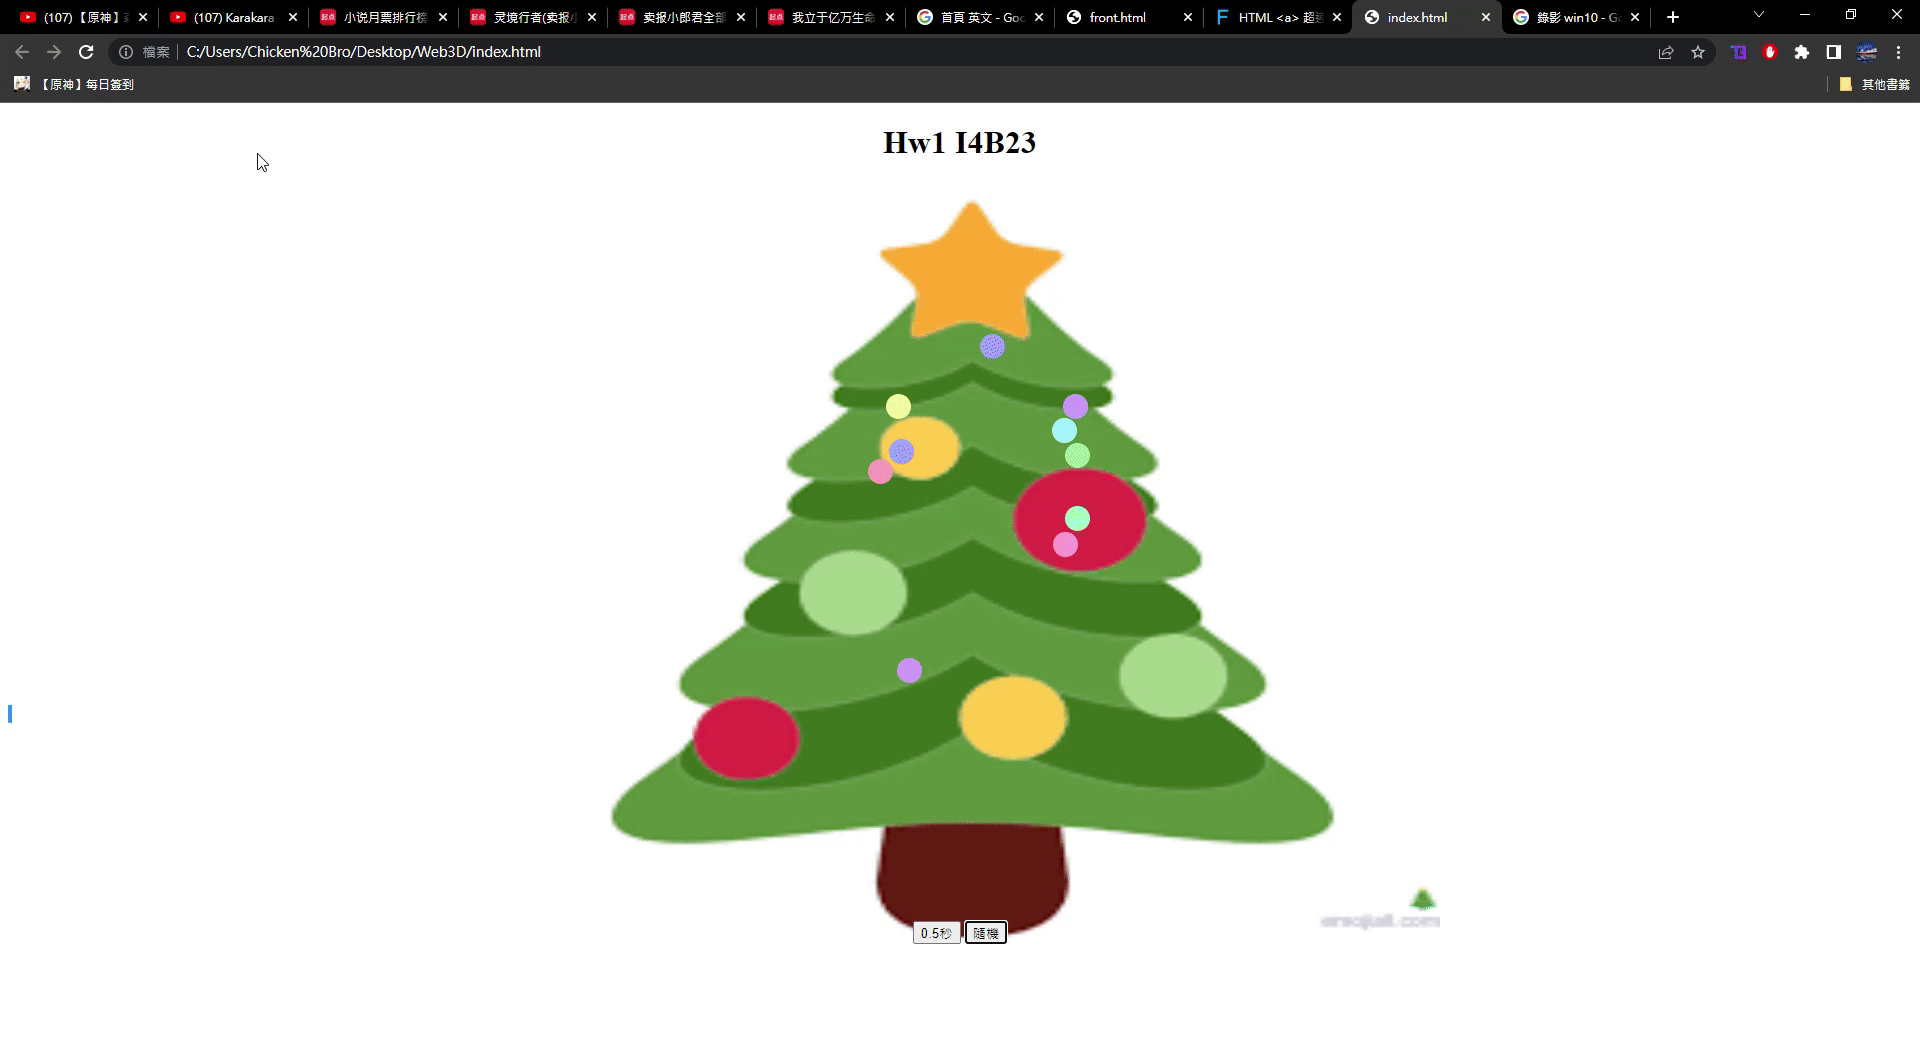 (107)【原神】
(107) Karakara
小说月票排行榜
灵境行者(卖报小
卖报小郎君全部
我立于亿万生命
首頁 英文 - Goo
front.html
HTML <a> 超連
index.html
錄影 win10 - Go
檔案
C:/Users/Chicken%20Bro/Desktop/Web3D/index.html
【原神】每日簽到
其他書籤
Hw1 I4B23
0.5秒
隨機